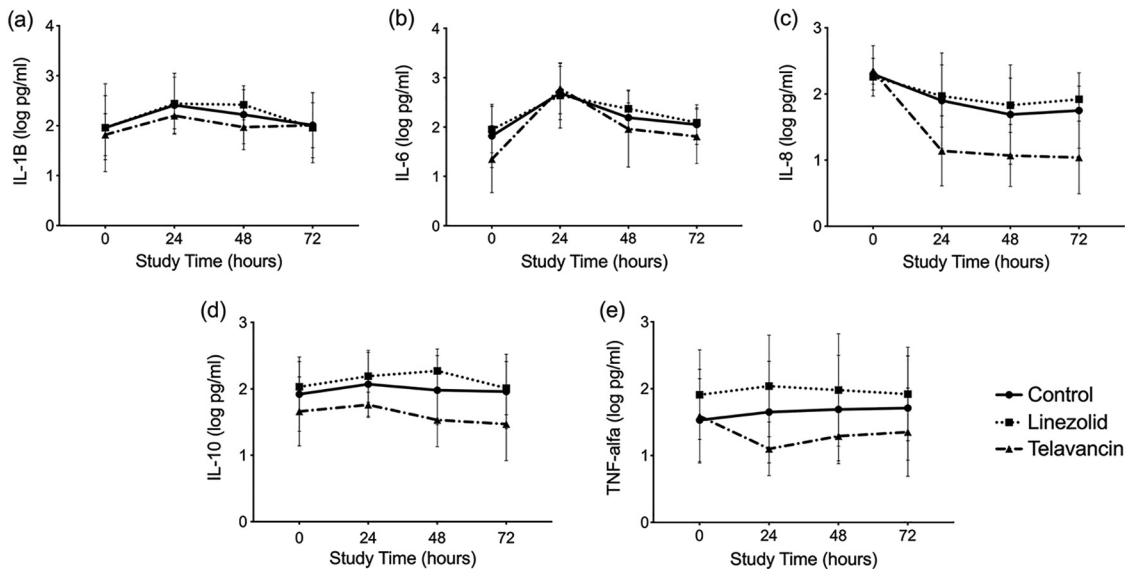 (a)
IL-1B (log pg/ml)
4
3
2
1
0
0 24 48 72
Study Time (hours)
(b)
IL-6 (log pg/ml)
4
3
2
1
0
0 24 48 72
Study Time (hours)
(c)
IL-8 (log pg/ml)
3
2
1
0
0 24 48 72
Study Time (hours)
(d)
IL-10 (log pg/ml)
3
2
1
0
0 24 48 72
Study Time (hours)
(e)
TNF-alfa (log pg/ml)
3
2
1
0
0 24 48 72
Study Time (hours)
Control
Linezolid
Telavancin